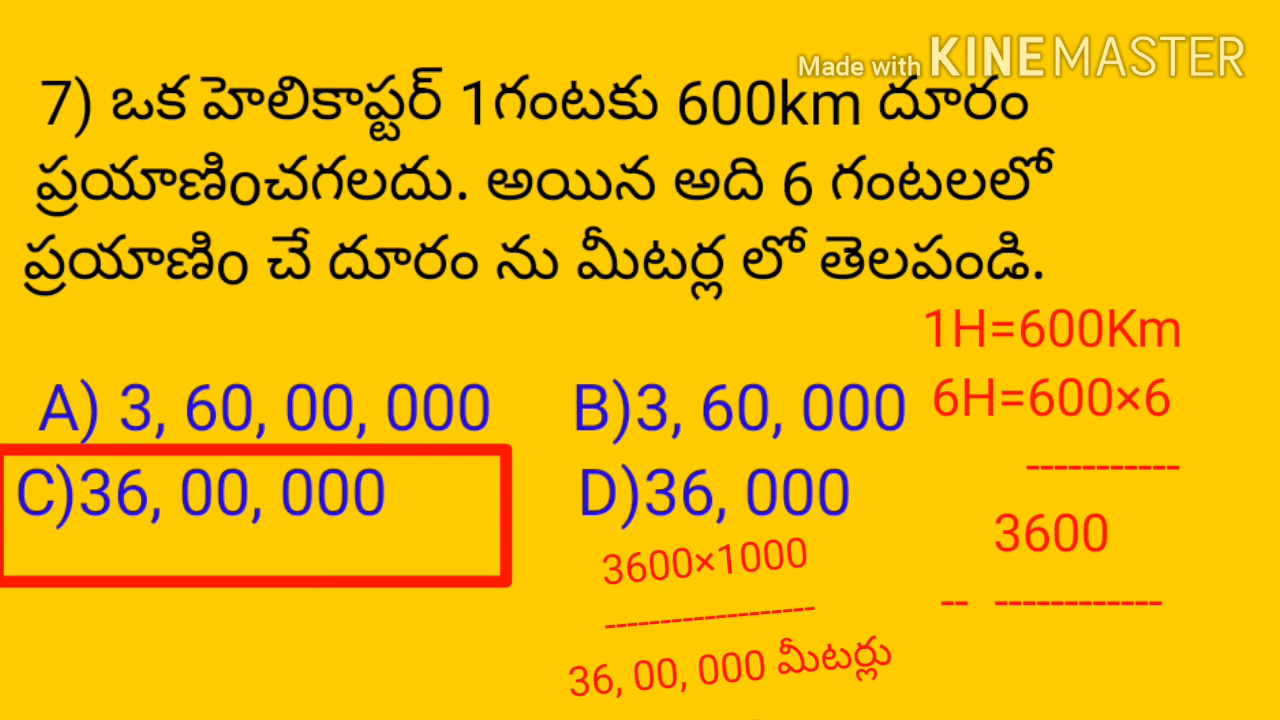 Made with KINEMASTER
7) ఒక హెలికాప్టర్ 1గంటకు 600km దూరం
ప్రయాణింoచగలదు. అయిన అది 6 గంటలలో
ప్రయాణిo చే దూరం ను మీటర్ల లో తెలపండి.
1H=600Km
A) 3, 60, 00, 000 B)3, 60, 000
6H=600×6
-----------
C)36, 00, 000 D)36, 000
3600
3600×1000
-- ------------
-------------------
36, 00, 000 మీటర్లు